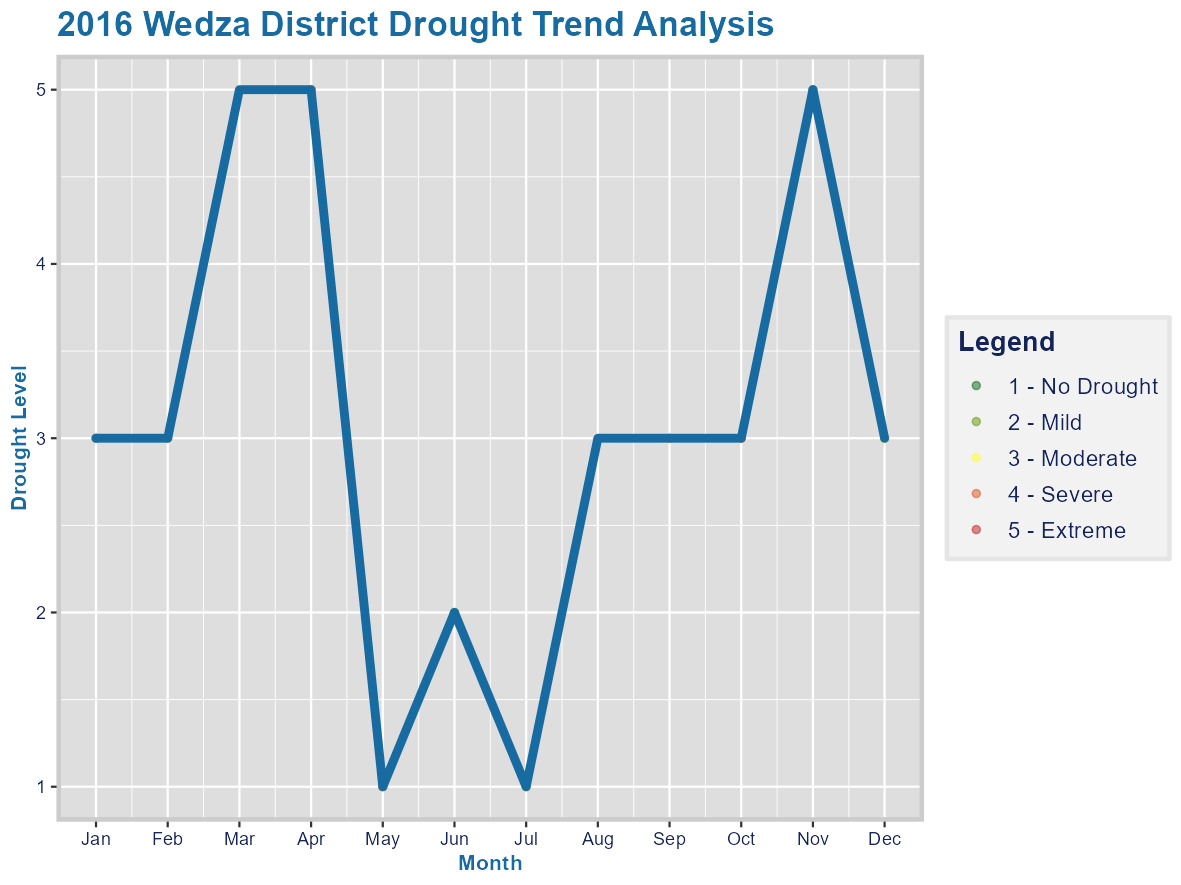 2016 Wedza District Drought Trend Analysis
Drought Level
5
4
3
2
1
Jan Feb Mar Apr May Jun Jul Aug Sep Oct Nov Dec
Month
Legend
1 - No Drought
2 - Mild
3 - Moderate
4 - Severe
5 - Extreme